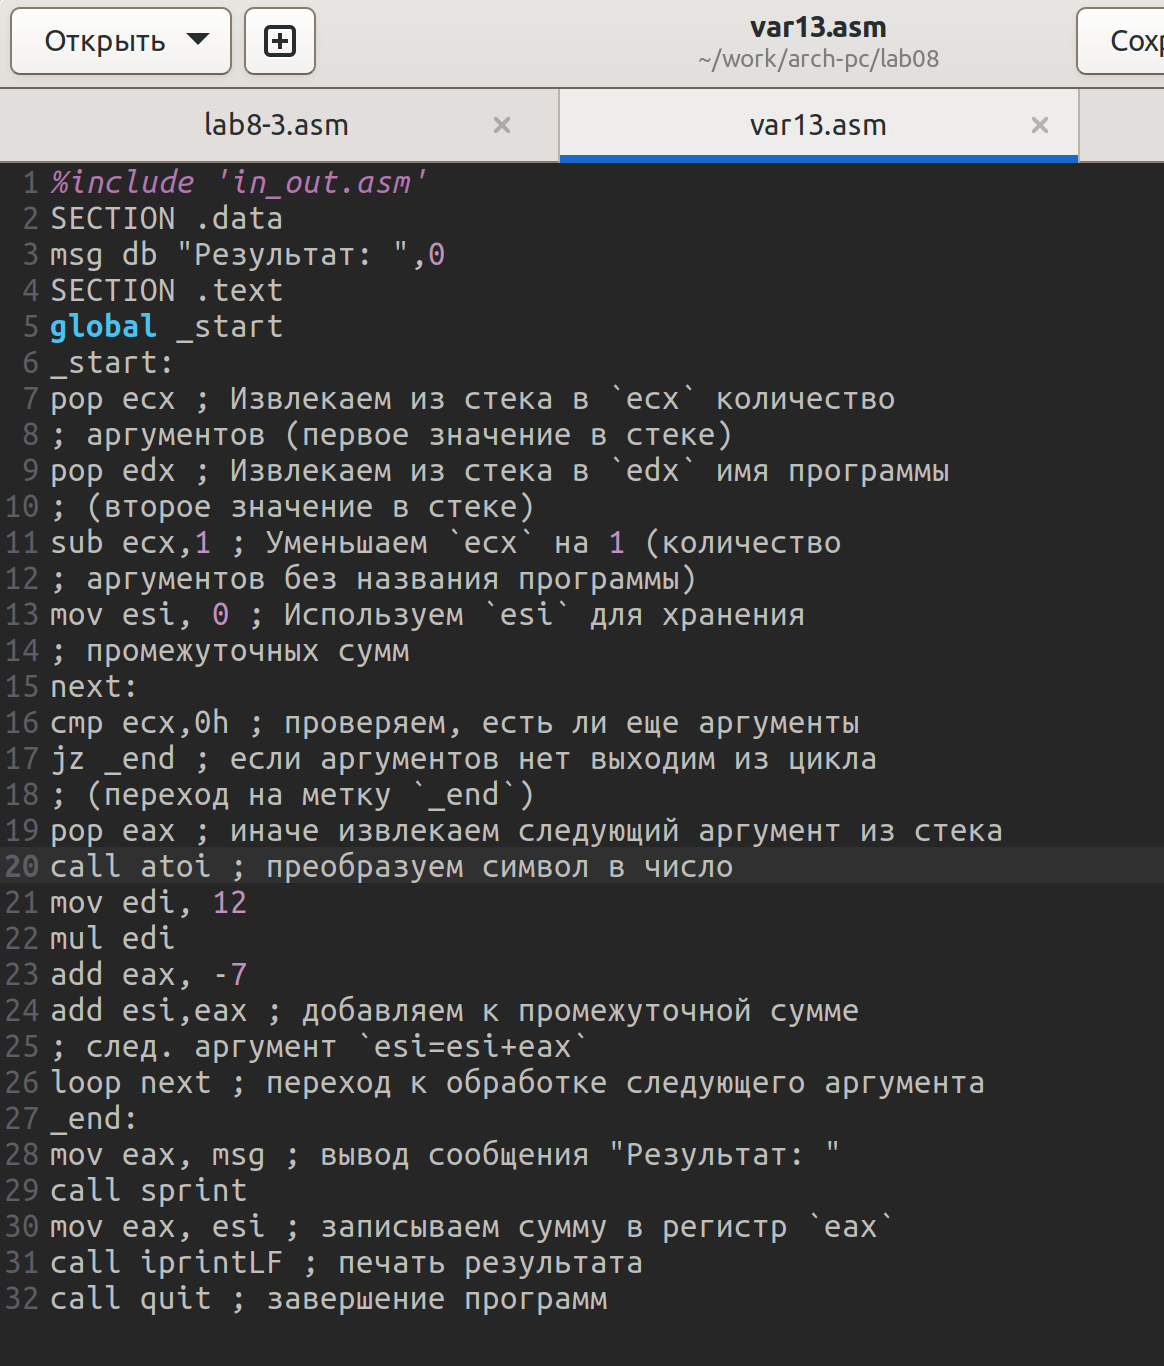 Открыть
var13.asm
~/work/arch-pc/lab08
lab8-3.asm
var13.asm
1 %include 'in_out.asm'
2 SECTION .data
3 msg db "Результат: ",0
4 SECTION .text
5 global _start
6 _start:
7 pop ecx ; Извлекаем из стека в `ecx` количество
8 ; аргументов (первое значение в стеке)
9 pop edx ; Извлекаем из стека в `edx` имя программы
10 ; (второе значение в стеке)
11 sub ecx,1 ; Уменьшаем `ecx` на 1 (количество
12 ; аргументов без названия программы)
13 mov esi, 0 ; Используем `esi` для хранения
14 ; промежуточных сумм
15 next:
16 cmp ecx,0h ; проверяем, есть ли еще аргументы
17 jz _end ; если аргументов нет выходим из цикла
18 ; (переход на метку `_end`)
19 pop eax ; иначе извлекаем следующий аргумент из стека
20 call atoi ; преобразуем символ в число
21 mov edi, 12
22 mul edi
23 add eax, -7
24 add esi,eax ; добавляем к промежуточной сумме
25 ; след. аргумент `esi=esi+eax`
26 loop next ; переход к обработке следующего аргумента
27 _end:
28 mov eax, msg ; вывод сообщения "Результат: "
29 call sprint
30 mov eax, esi ; записываем сумму в регистр `eax`
31 call iprintLF ; печать результата
32 call quit ; завершение программ